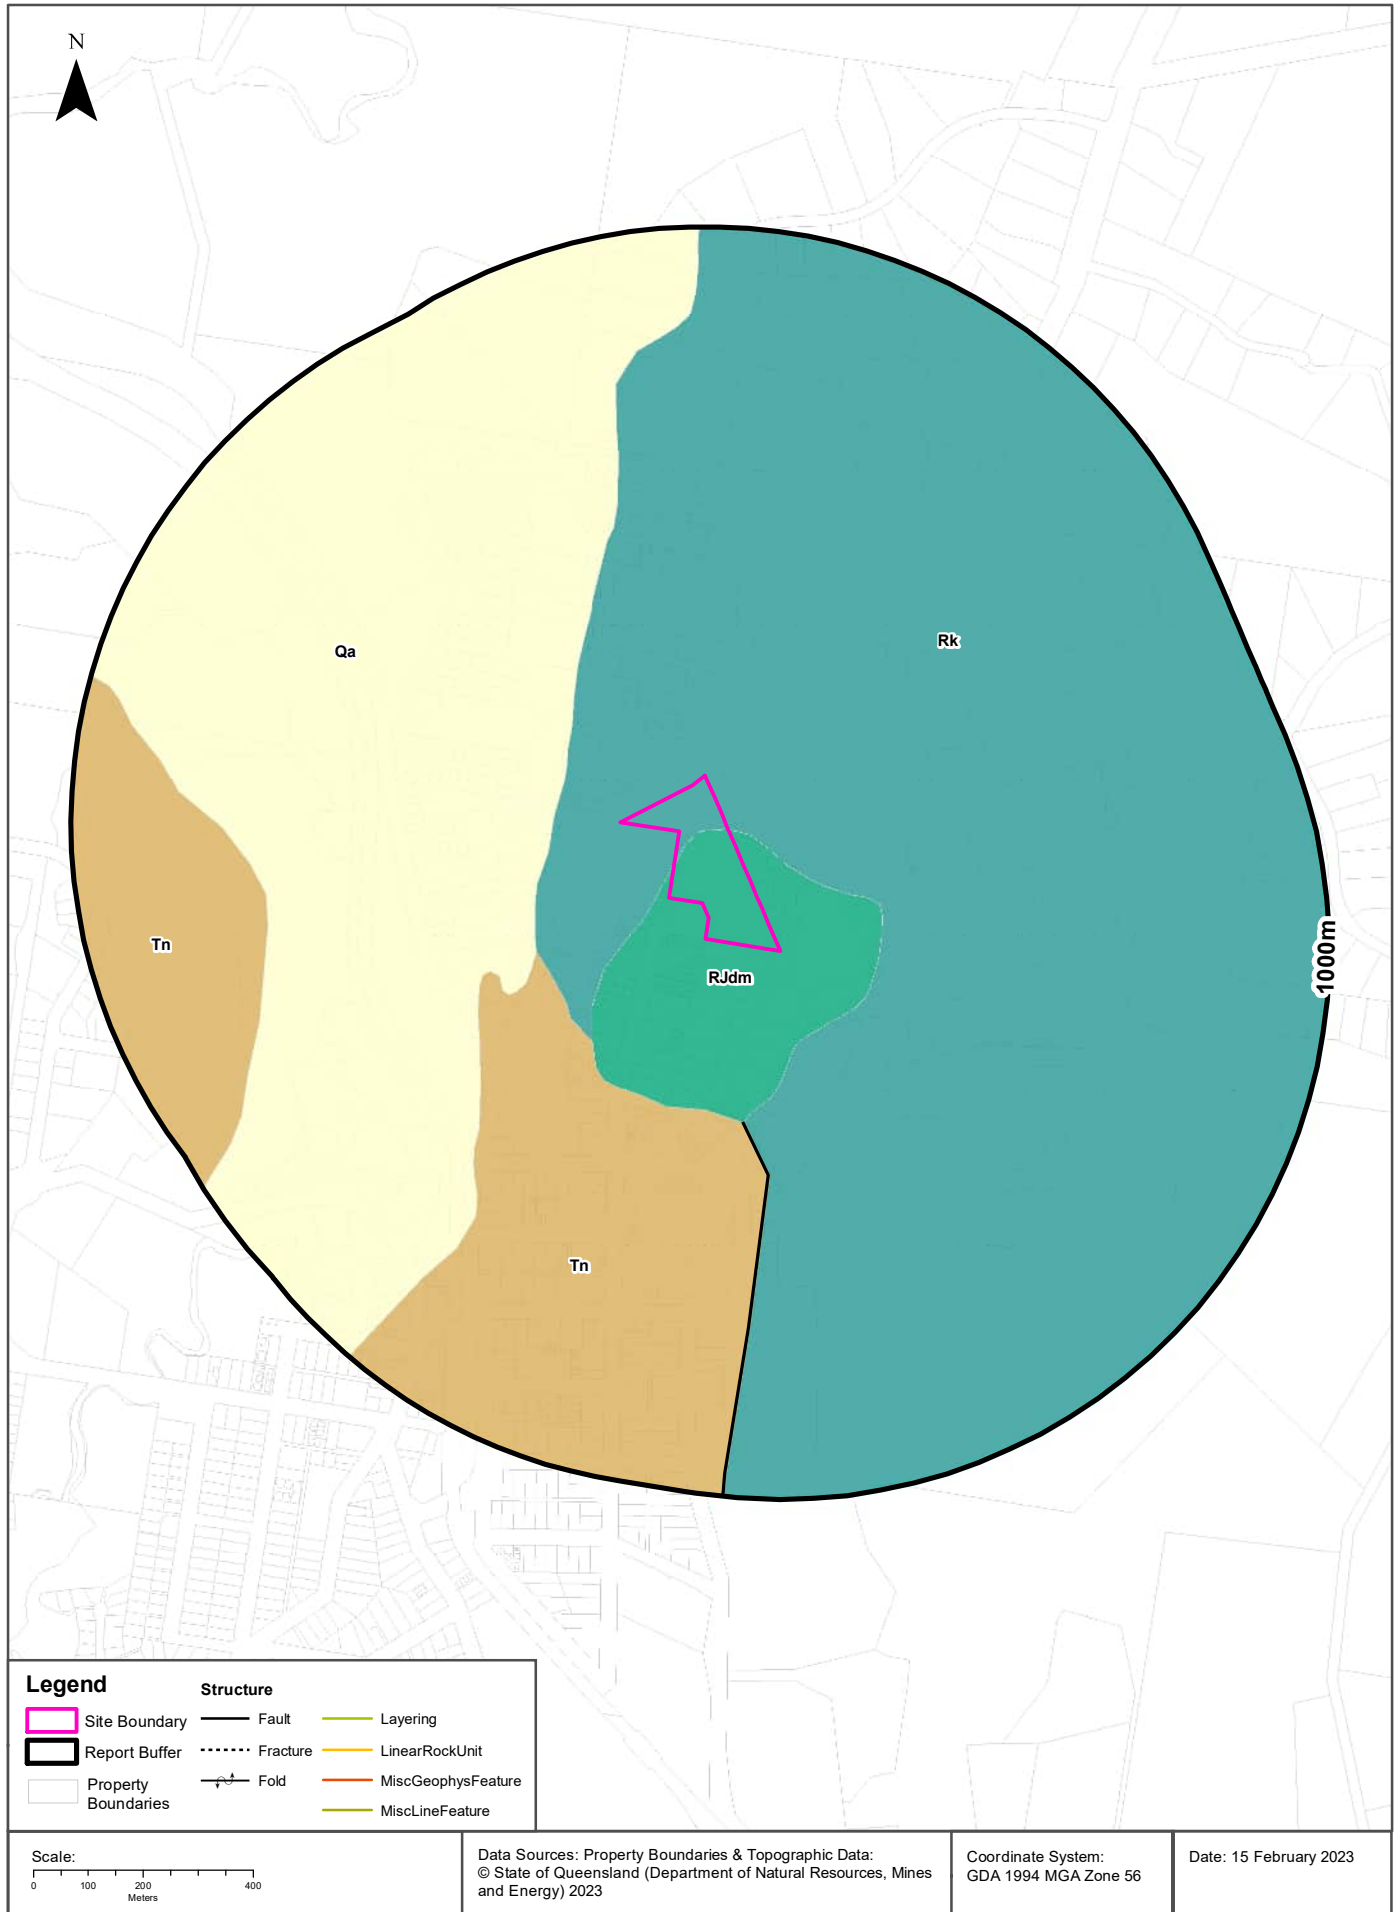 N
Qa
Rk
Tn
RJdm
1000m
Tn
Legend
Site Boundary
Report Buffer
Property
Boundaries
Structure
Fault
Fracture
Fold
Layering
LinearRockUnit
MiscGeophysFeature
MiscLineFeature
Scale:
0 100 200 400
Meters
Data Sources: Property Boundaries & Topographic Data:
© State of Queensland (Department of Natural Resources, Mines
and Energy) 2023
Coordinate System:
GDA 1994 MGA Zone 56
Date: 15 February 2023